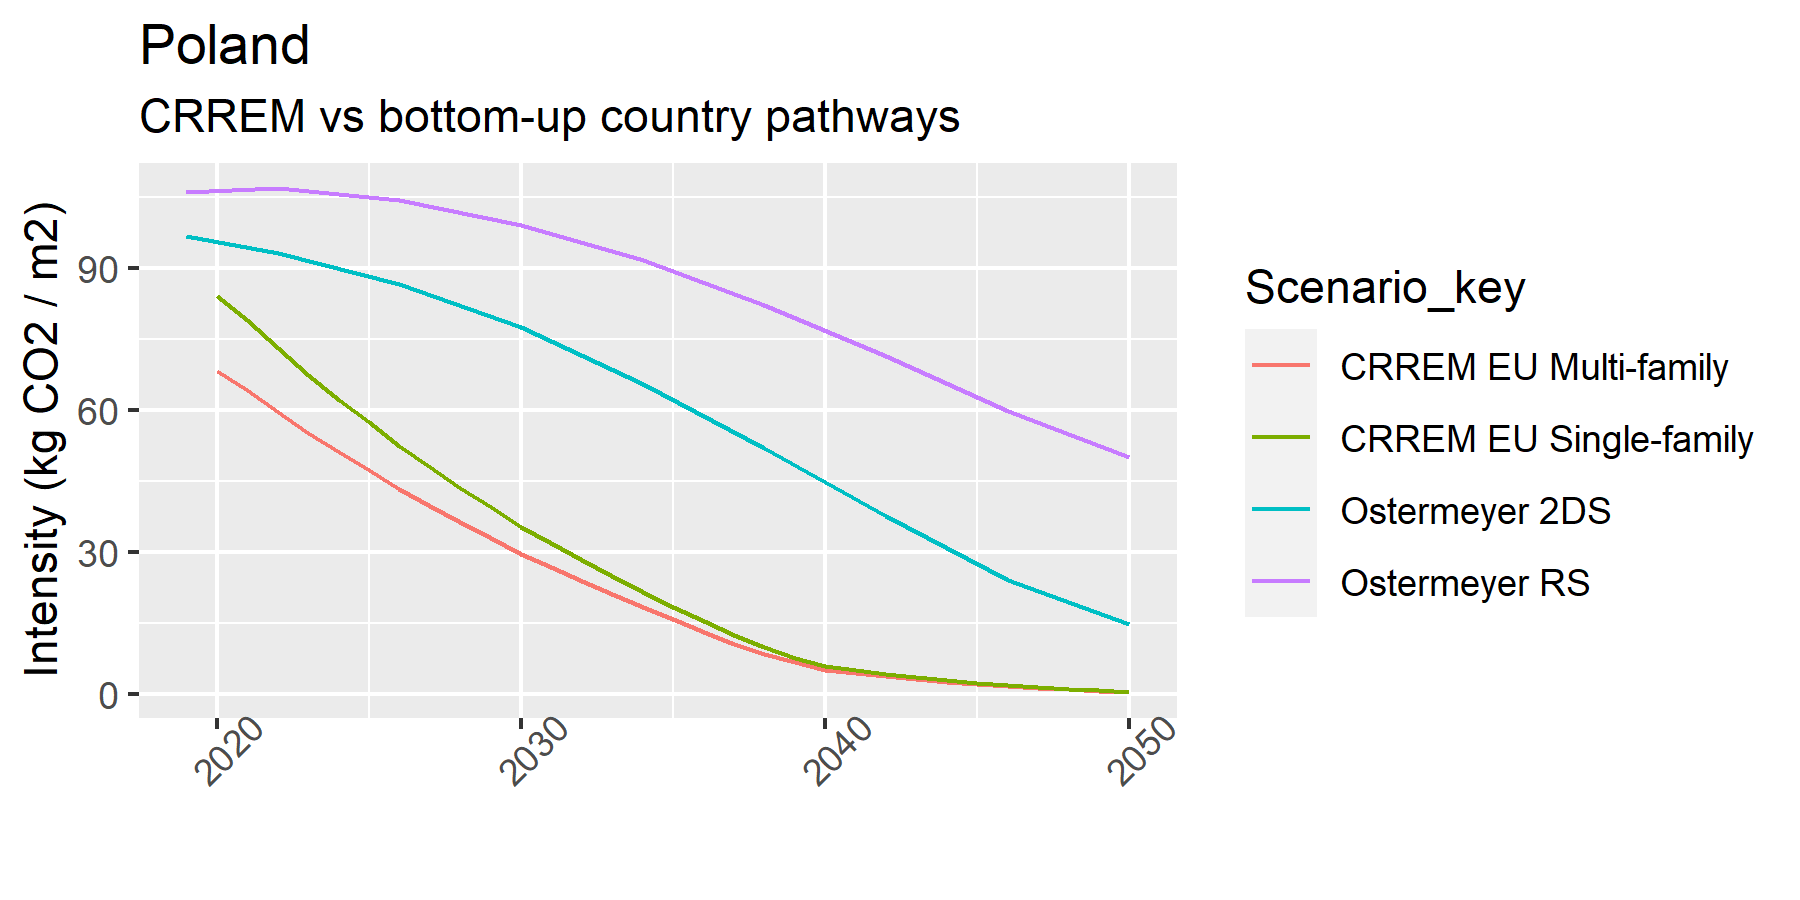 Poland
CRREM vs bottom-up country pathways
Intensity (kg CO2 / m2)
90
60
30
0
2020
2030
2040
2050
Scenario_key
CRREM EU Multi-family
CRREM EU Single-family
Ostermeyer 2DS
Ostermeyer RS